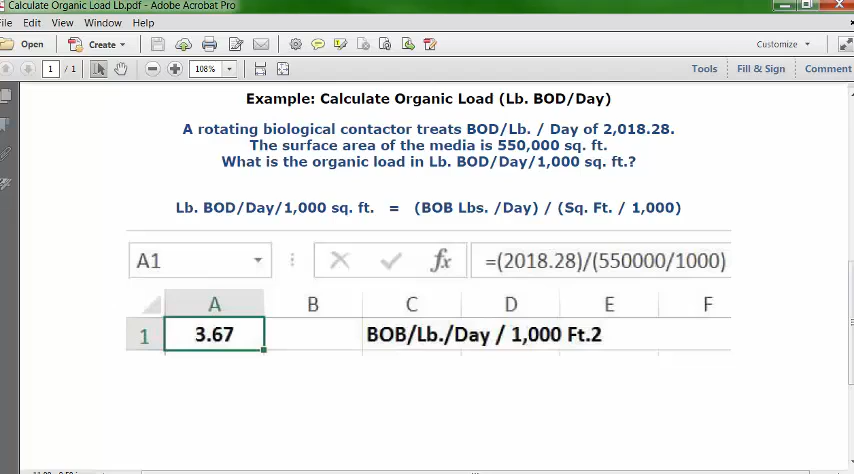 Calculate Organic Load Lb.pdf - Adobe Acrobat Pro
File Edit View Window Help
Open Create Customize
1 / 1 108% Tools Fill & Sign Comment
Example: Calculate Organic Load (Lb. BOD/Day)
A rotating biological contactor treats BOD/Lb. / Day of 2,018.28.
The surface area of the media is 550,000 sq. ft.
What is the organic load in Lb. BOD/Day/1,000 sq. ft.?
Lb. BOD/Day/1,000 sq. ft. = (BOB Lbs. /Day) / (Sq. Ft. / 1,000)
A1 fx =(2018.28)/(550000/1000)
A B C D E F
1 3.67 BOB/Lb./Day / 1,000 Ft.2